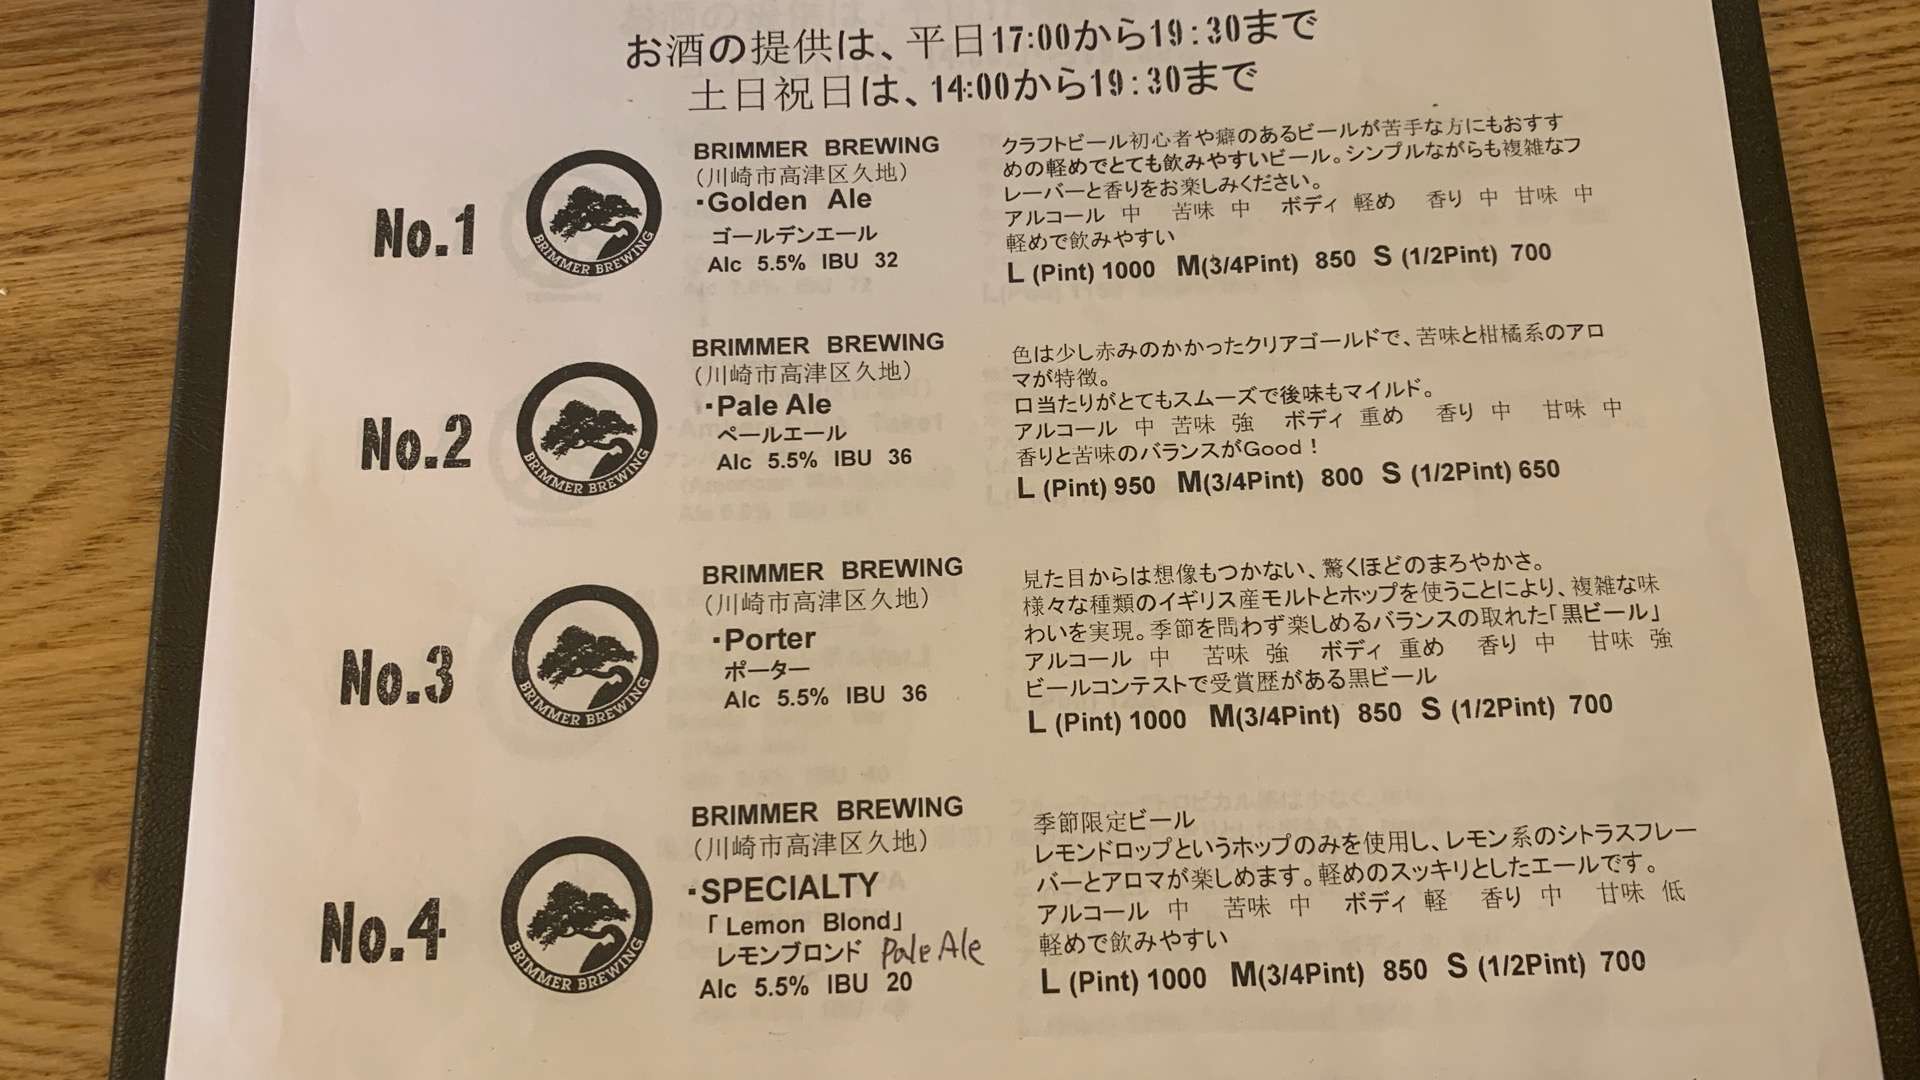 お酒の提供は、平日17:00から19:30まで
土日祝日は、14:00から19:30まで
No.1
BRIMMER BREWING
BRIMMER BREWING
（川崎市高津区久地）
・Golden Ale
ゴールデンエール
Alc 5.5% IBU 32
クラフトビール初心者や癖のあるビールが苦手な方にもおすす
めの軽めでとても飲みやすいビール。シンプルながらも複雑なフ
レーバーと香りをお楽しみください。
アルコール 中 苦味 中 ボディ 軽め 香り 中 甘味 中
軽めで飲みやすい
L (Pint) 1000 M(3/4Pint) 850 S (1/2Pint) 700
No.2
BRIMMER BREWING
BRIMMER BREWING
（川崎市高津区久地）
・Pale Ale
ペールエール
Alc 5.5% IBU 36
色は少し赤みのかかったクリアゴールドで、苦味と柑橘系のアロ
マが特徴。
口当たりがとてもスムーズで後味もマイルド。
アルコール 中 苦味 強 ボディ 重め 香り 中 甘味 中
香りと苦味のバランスがGood！
L (Pint) 950 M(3/4Pint) 800 S (1/2Pint) 650
No.3
BRIMMER BREWING
BRIMMER BREWING
（川崎市高津区久地）
・Porter
ポーター
Alc 5.5% IBU 36
見た目からは想像もつかない、驚くほどのまろやかさ。
様々な種類のイギリス産モルトとホップを使うことにより、複雑な味
わいを実現。季節を問わず楽しめるバランスの取れた「黒ビール」
アルコール 中 苦味 強 ボディ 重め 香り 中 甘味 強
ビールコンテストで受賞歴がある黒ビール
L (Pint) 1000 M(3/4Pint) 850 S (1/2Pint) 700
No.4
BRIMMER BREWING
BRIMMER BREWING
（川崎市高津区久地）
・SPECIALTY
「Lemon Blond」
レモンブロンド Pale Ale
Alc 5.5% IBU 20
季節限定ビール
レモンドロップというホップのみを使用し、レモン系のシトラスフレー
バーとアロマが楽しめます。軽めのスッキリとしたエールです。
アルコール 中 苦味 中 ボディ 軽 香り 中 甘味 低
軽めで飲みやすい
L (Pint) 1000 M(3/4Pint) 850 S (1/2Pint) 700